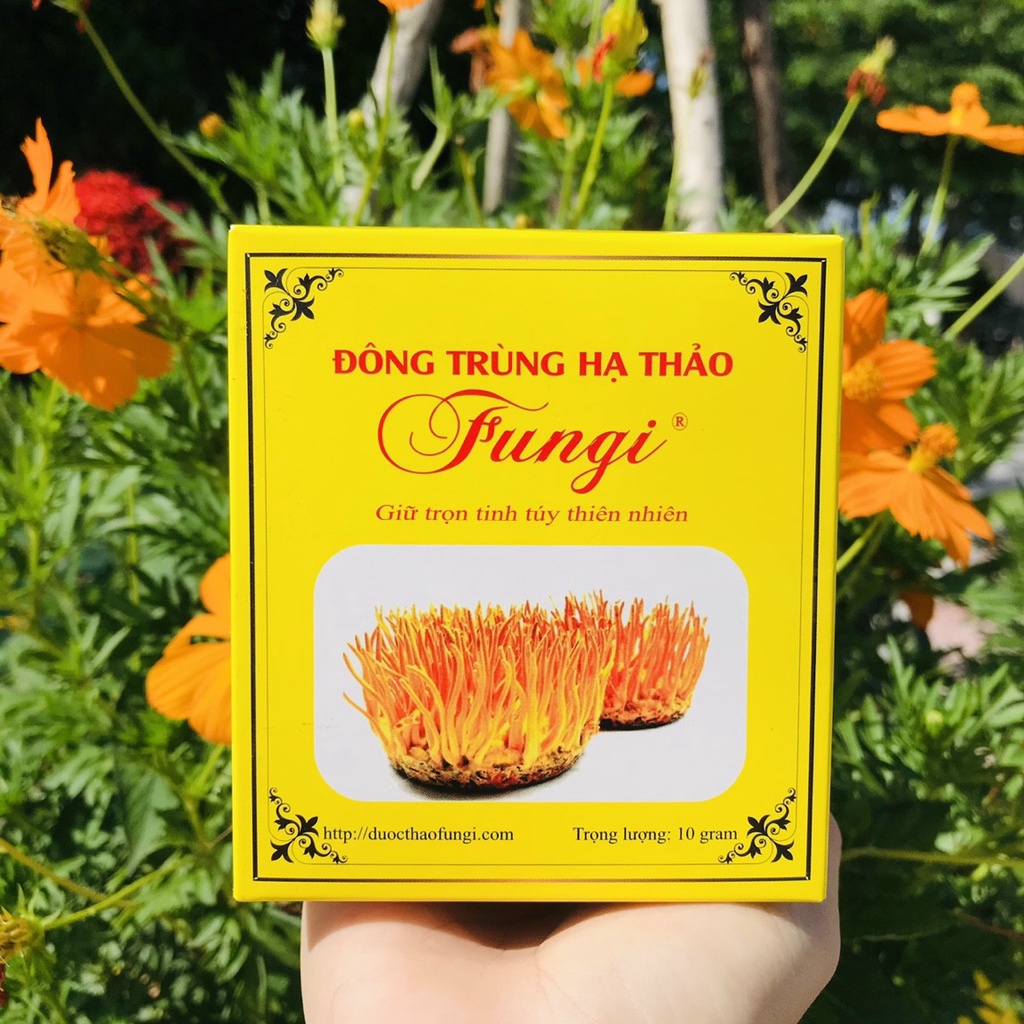 ĐÔNG TRÙNG HẠ THẢO
Fungi®
Giữ trọn tinh túy thiên nhiên
http://duocthaofungi.com
Trọng lượng: 10 gram